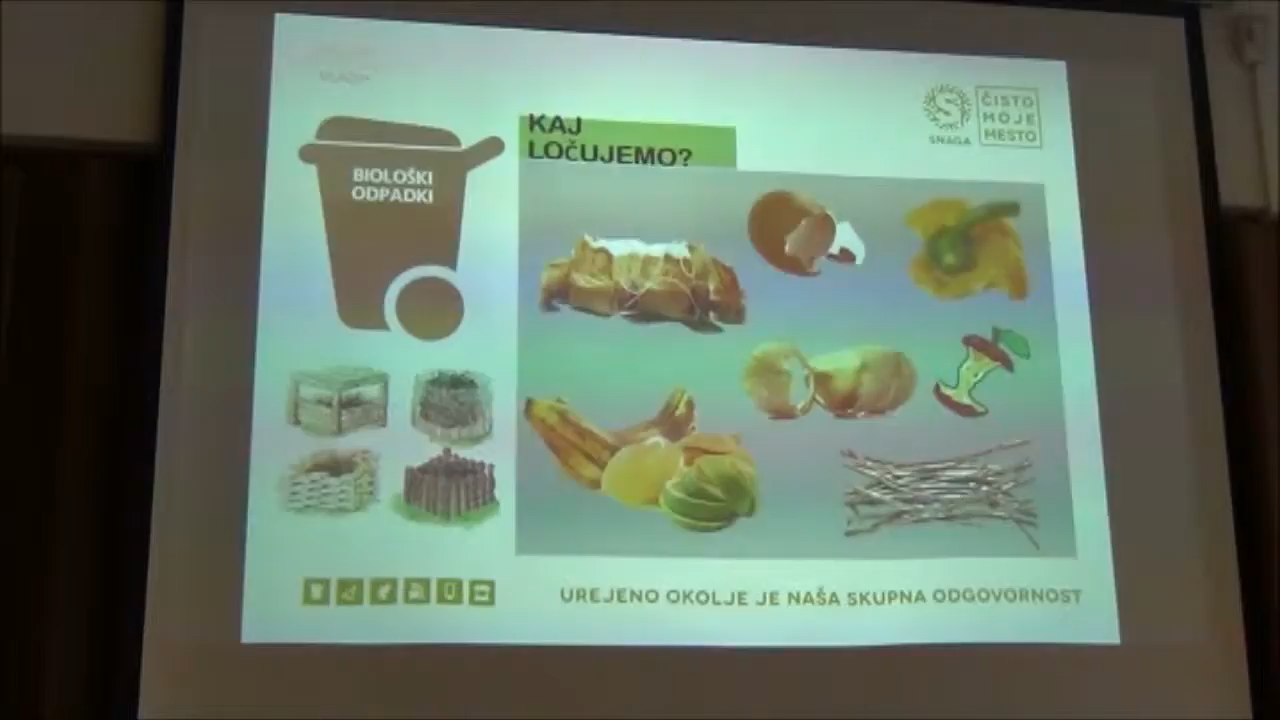 KAJ
LOČUJEMO?
BIOLOŠKI
ODPADKI
SNAGA
ČISTO
MOJE
MESTO
UREJENO OKOLJE JE NAŠA SKUPNA ODGOVORNOST